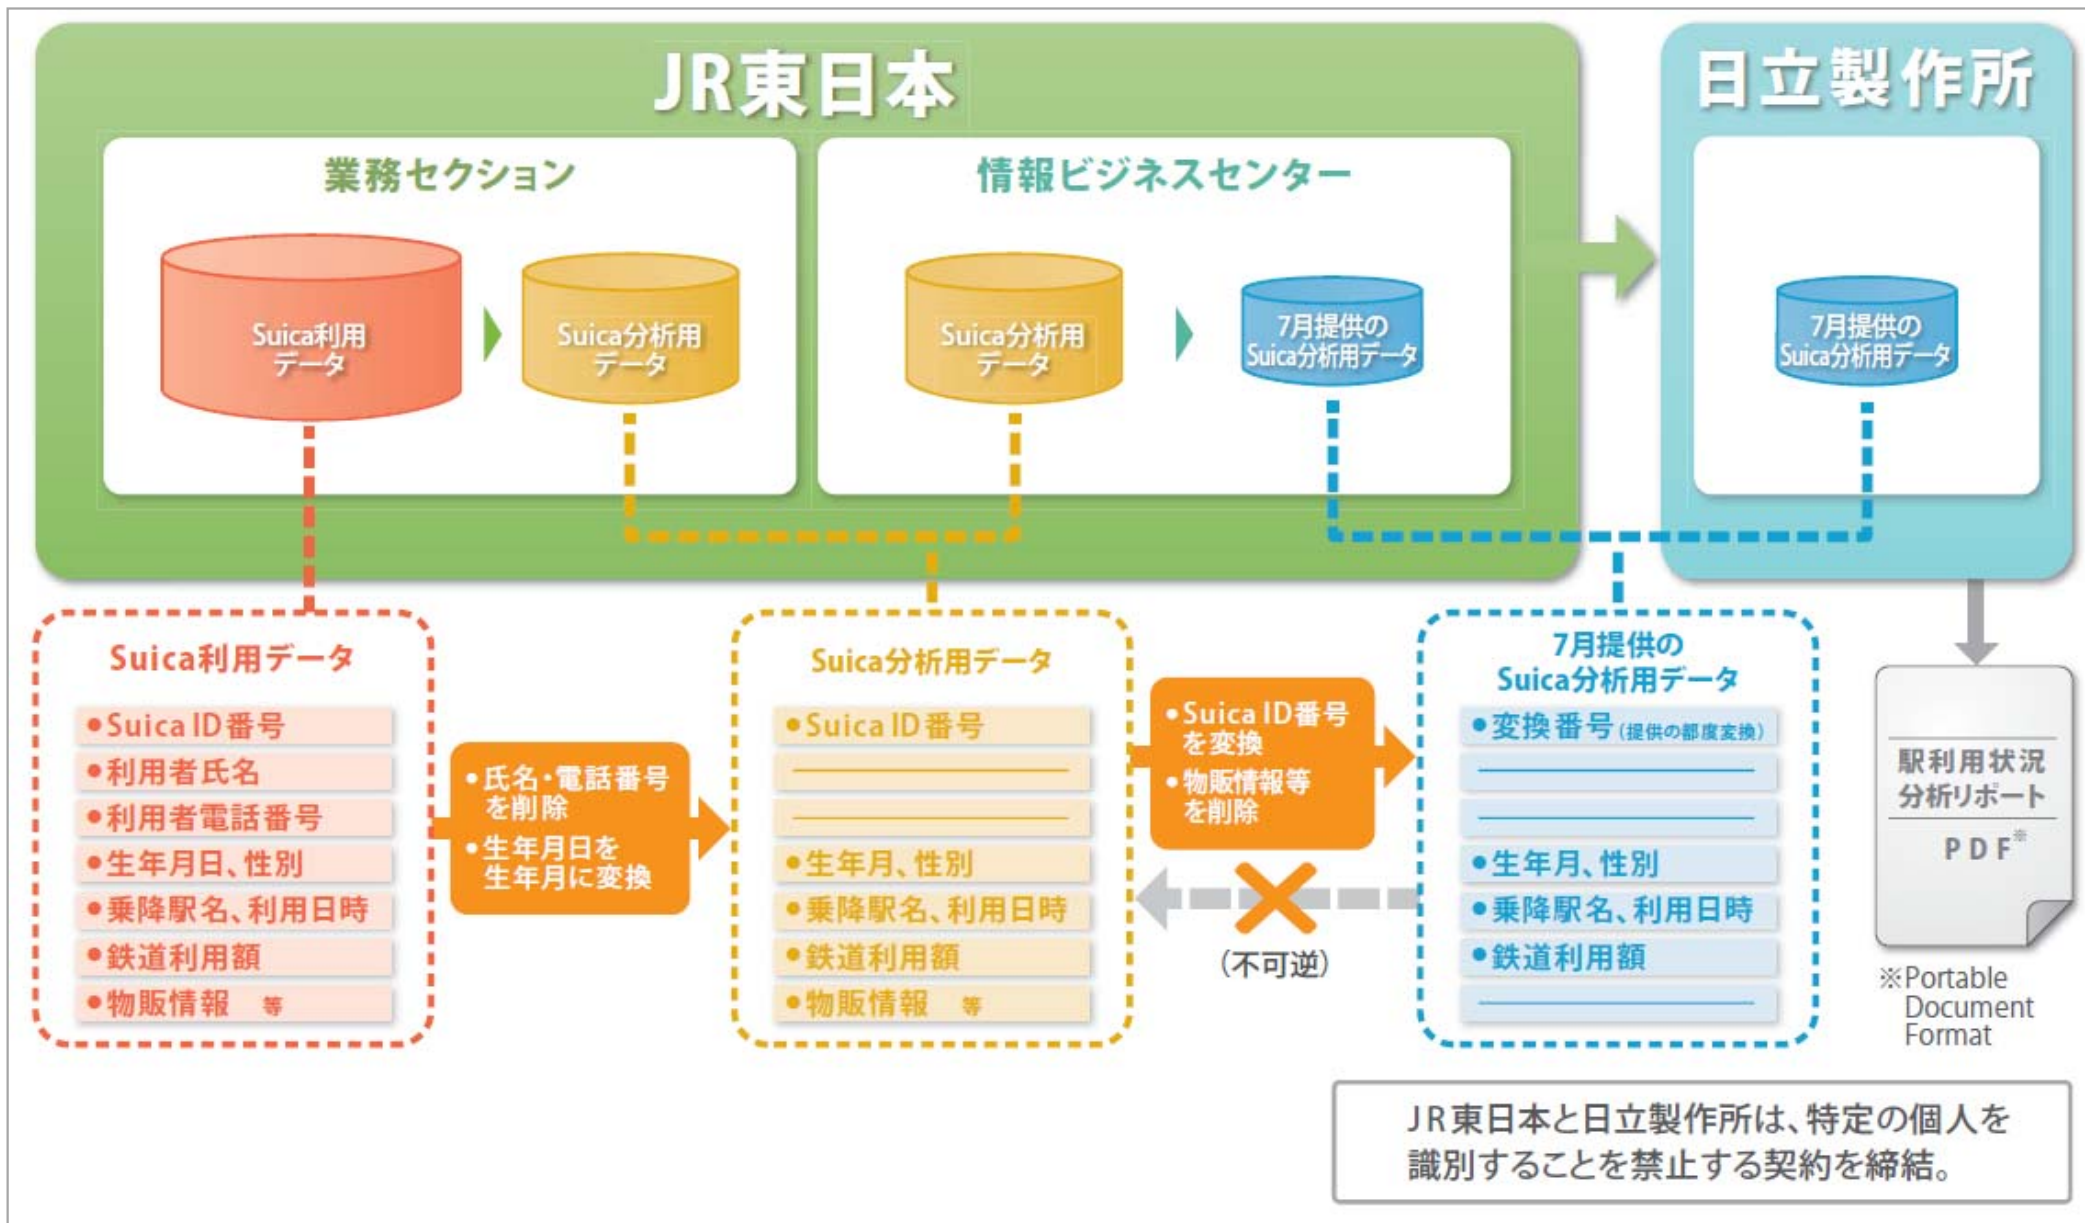 JR東日本
日立製作所
業務セクション
情報ビジネスセンター
Suica利用
データ
Suica分析用
データ
Suica分析用
データ
7月提供の
Suica分析用データ
7月提供の
Suica分析用データ
Suica利用データ
•Suica ID番号
•利用者氏名
•利用者電話番号
•生年月日、性別
•乗降駅名、利用日時
•鉄道利用額
•物販情報 等
•氏名・電話番号
を削除
•生年月日を
生年月に変換
Suica分析用データ
•Suica ID番号
•生年月、性別
•乗降駅名、利用日時
•鉄道利用額
•物販情報 等
•Suica ID番号
を変換
•物販情報等
を削除
(不可逆)
7月提供の
Suica分析用データ
•変換番号(提供の都度変換)
•生年月、性別
•乗降駅名、利用日時
•鉄道利用額
駅利用状況
分析リポート
PDF※
※Portable
Document
Format
JR東日本と日立製作所は、特定の個人を
識別することを禁止する契約を締結。